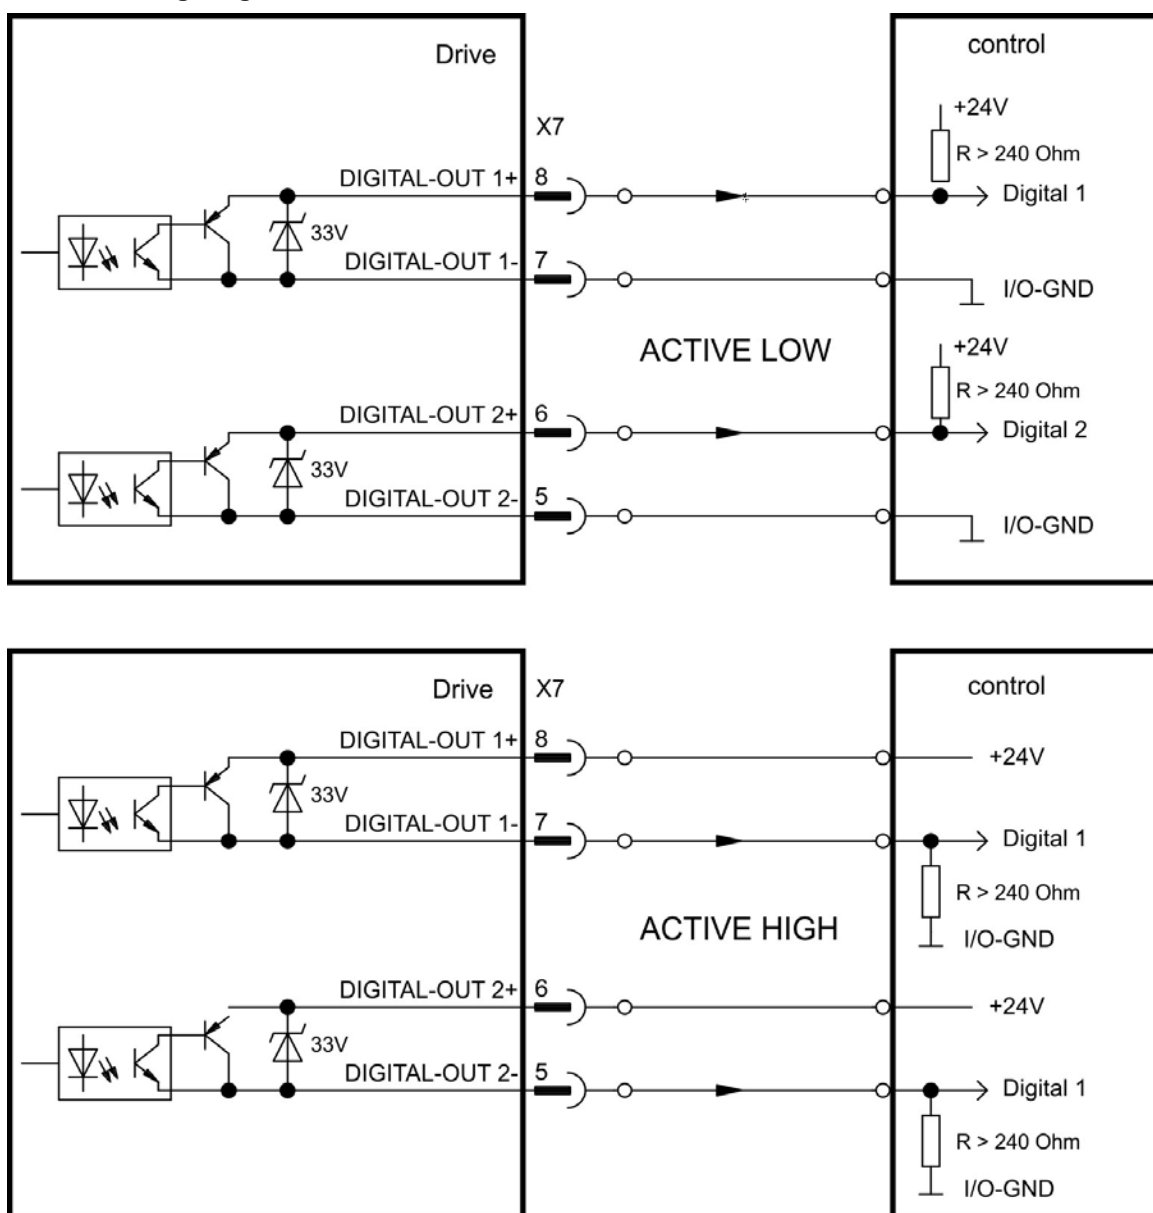 Drive
control
X7
+24V
R > 240 Ohm
DIGITAL-OUT 1+
8
Digital 1
33V
DIGITAL-OUT 1-
7
I/O-GND
ACTIVE LOW
+24V
R > 240 Ohm
DIGITAL-OUT 2+
6
Digital 2
33V
DIGITAL-OUT 2-
5
I/O-GND
Drive
X7
control
DIGITAL-OUT 1+
8
+24V
33V
DIGITAL-OUT 1-
7
Digital 1
R > 240 Ohm
ACTIVE HIGH
I/O-GND
DIGITAL-OUT 2+
6
+24V
33V
DIGITAL-OUT 2-
5
Digital 1
R > 240 Ohm
I/O-GND